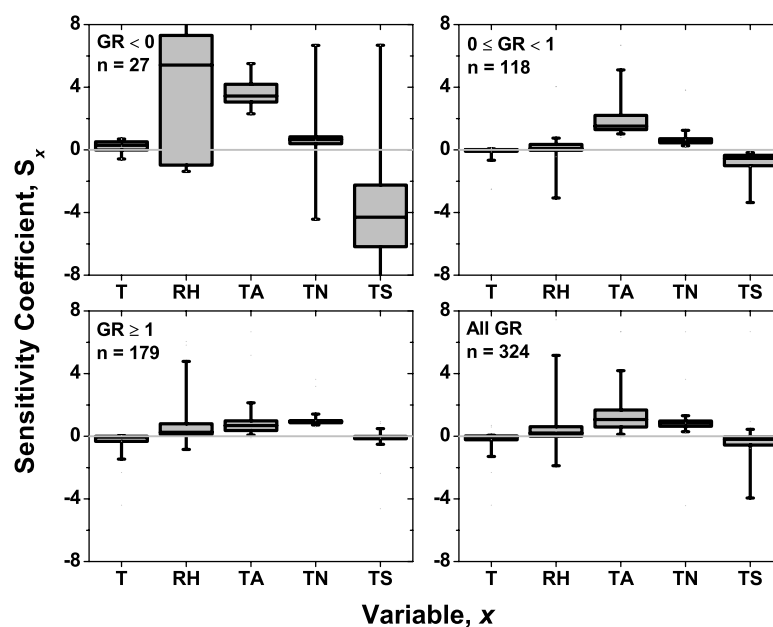 Sensitivity Coefficient, Sx
8
4
0
-4
-8
GR < 0
n = 27
T RH TA TN TS
8
4
0
-4
-8
0 ≤ GR < 1
n = 118
T RH TA TN TS
8
4
0
-4
-8
GR ≥ 1
n = 179
T RH TA TN TS
8
4
0
-4
-8
All GR
n = 324
T RH TA TN TS
Variable, x